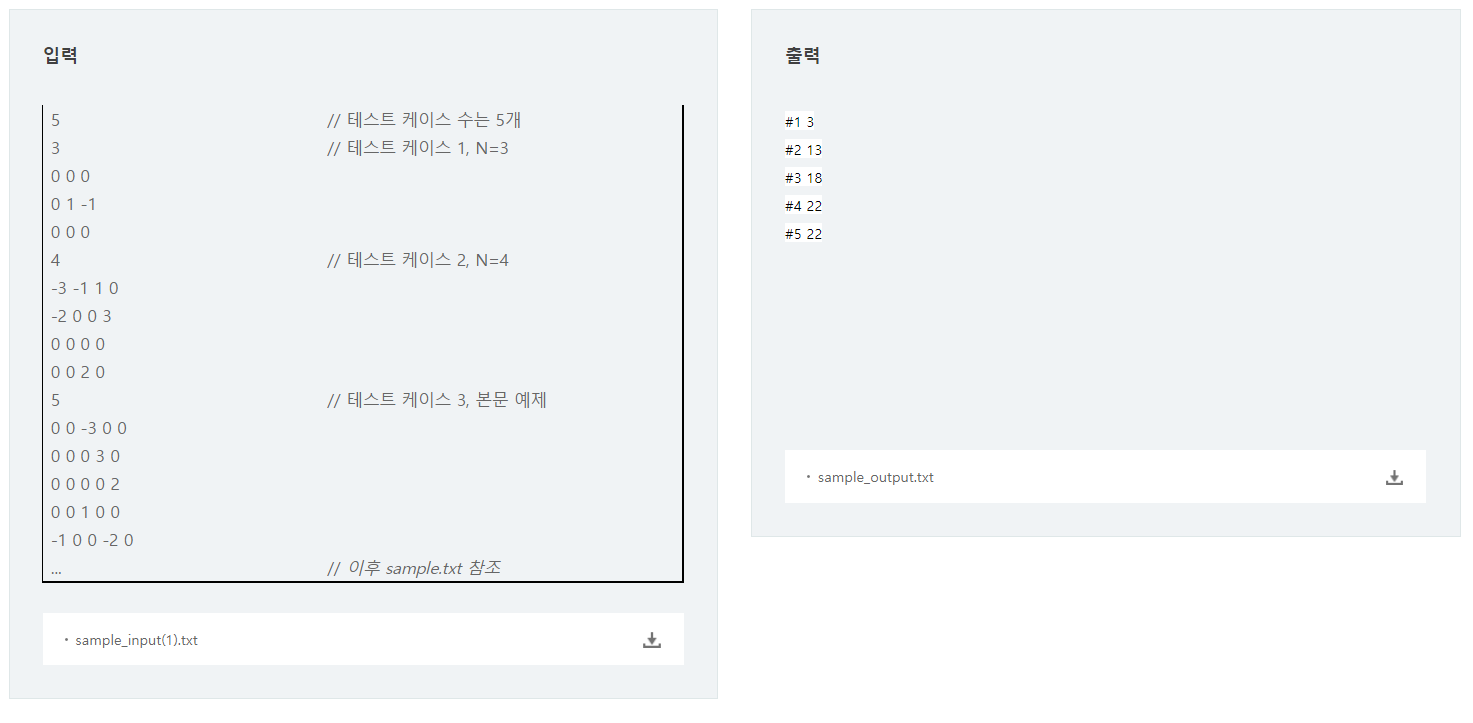 입력
5 // 테스트 케이스 수는 5개
3 // 테스트 케이스 1, N=3
0 0 0
0 1 -1
0 0 0
4 // 테스트 케이스 2, N=4
-3 -1 1 0
-2 0 0 3
0 0 0 0
0 0 2 0
5 // 테스트 케이스 3, 본문 예제
0 0 -3 0 0
0 0 0 3 0
0 0 0 0 2
0 0 1 0 0
-1 0 0 -2 0
... // 이후 sample.txt 참조
· sample_input(1).txt
출력
#1 3
#2 13
#3 18
#4 22
#5 22
· sample_output.txt